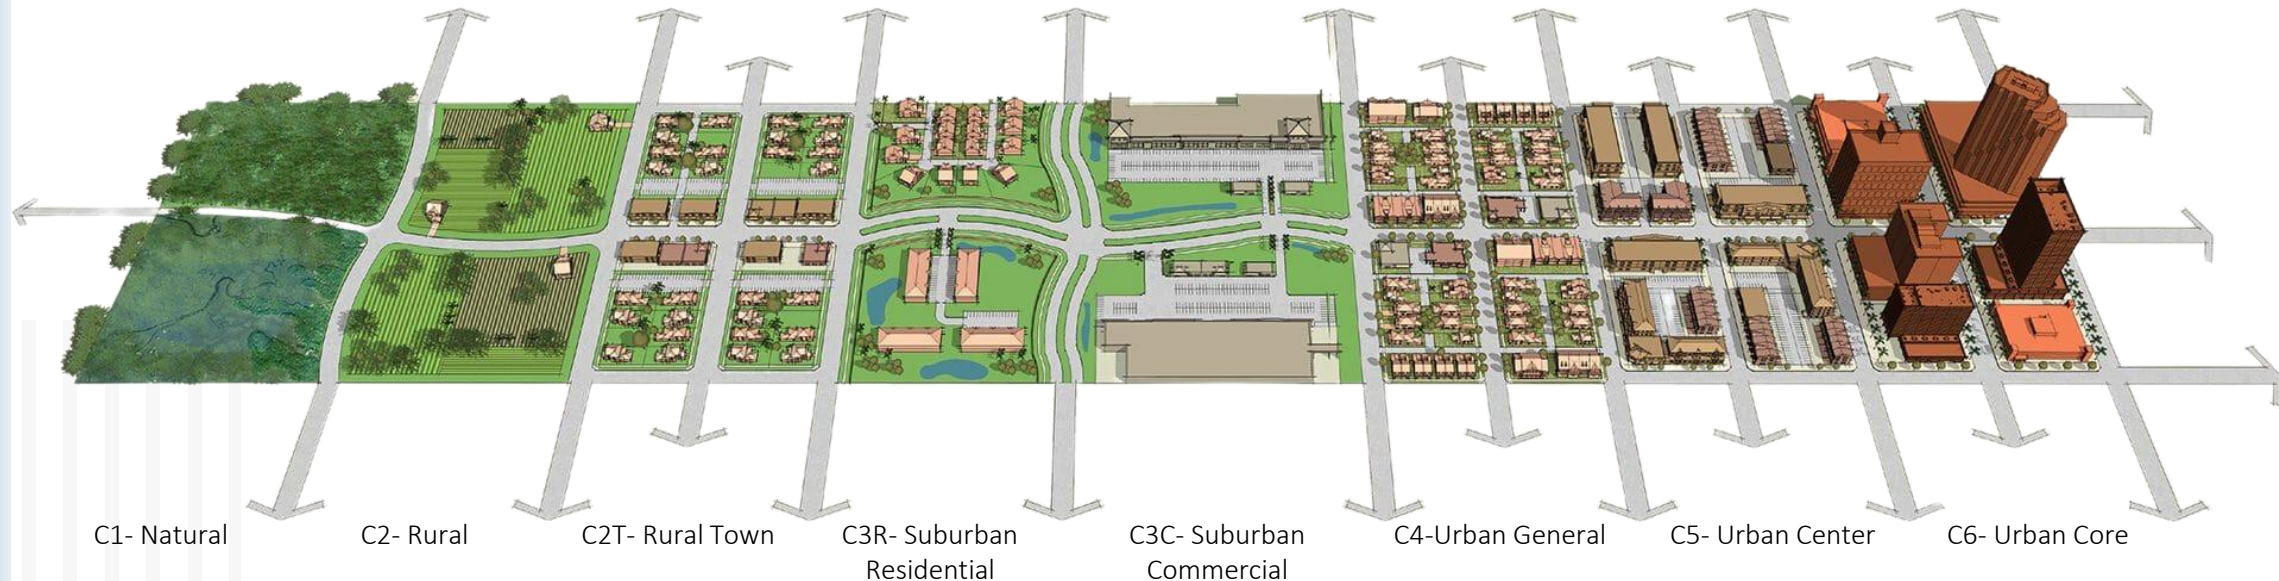 C1- Natural
C2- Rural
C2T- Rural Town
C3R- Suburban
Residential
C3C- Suburban
Commercial
C4-Urban General
C5- Urban Center
C6- Urban Core